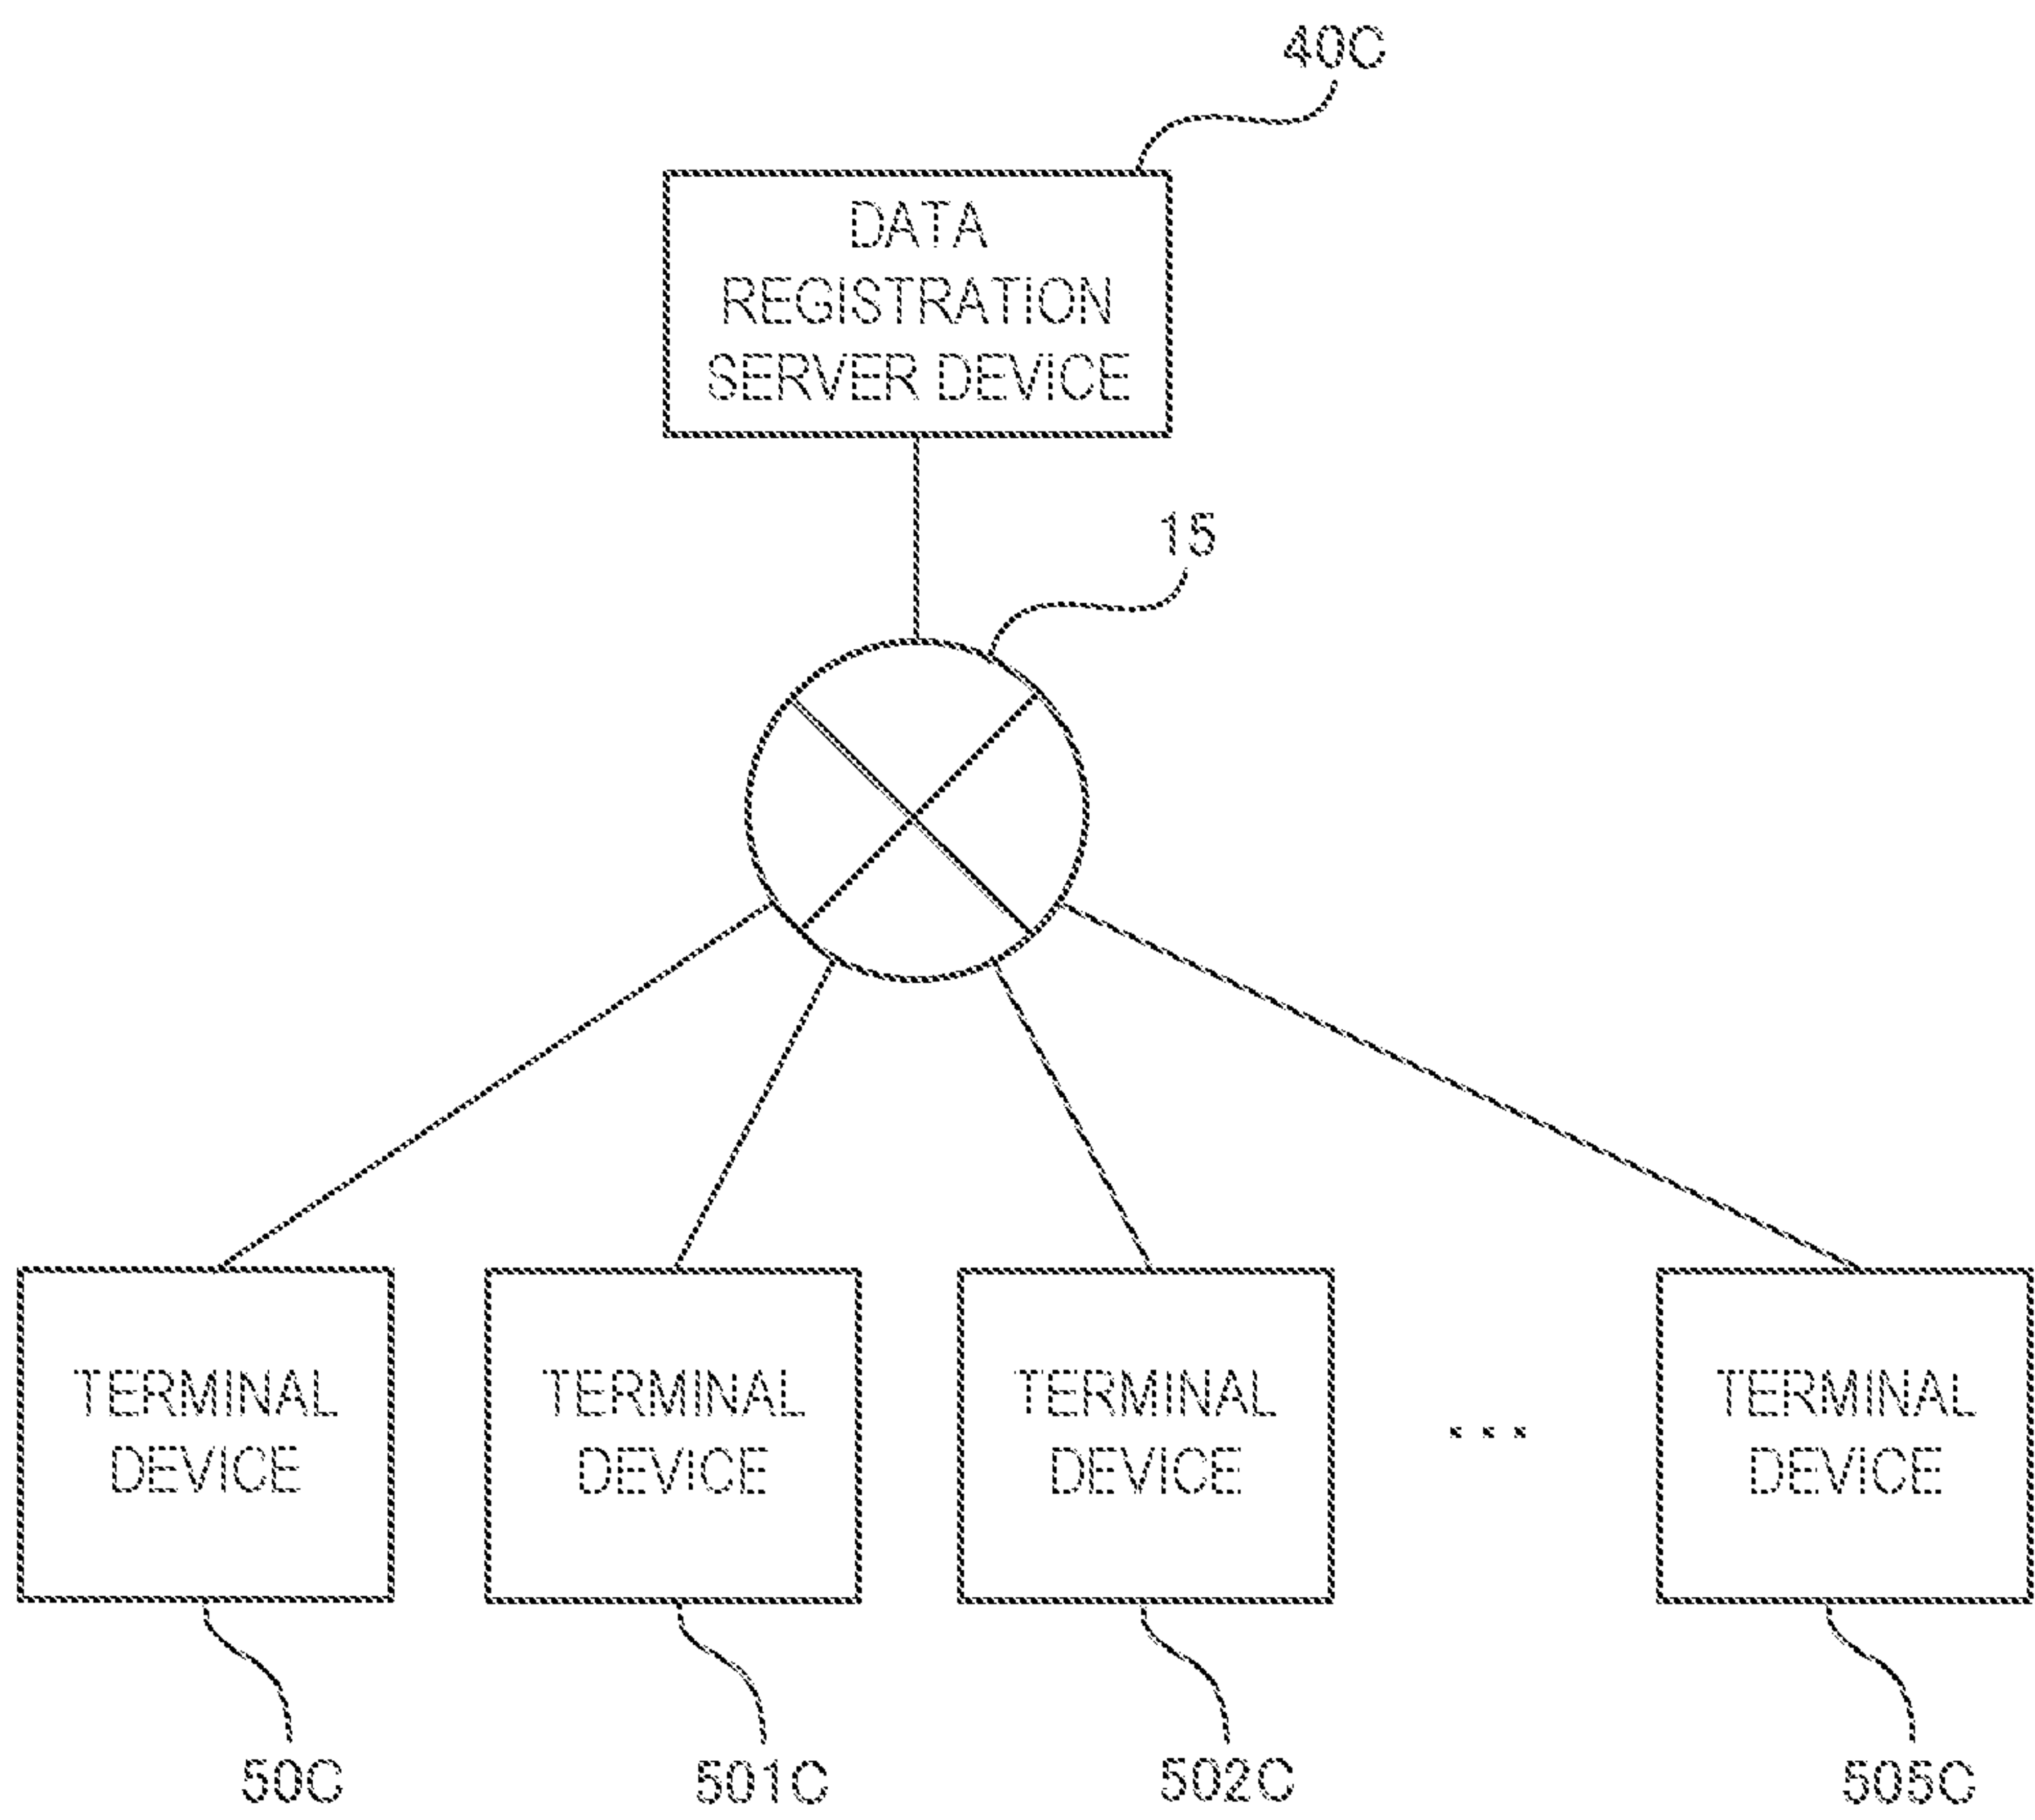 40C
DATA
REGISTRATION
SERVER DEVICE
15
TERMINAL
DEVICE
TERMINAL
DEVICE
TERMINAL
DEVICE
...
TERMINAL
DEVICE
50C
501C
502C
505C